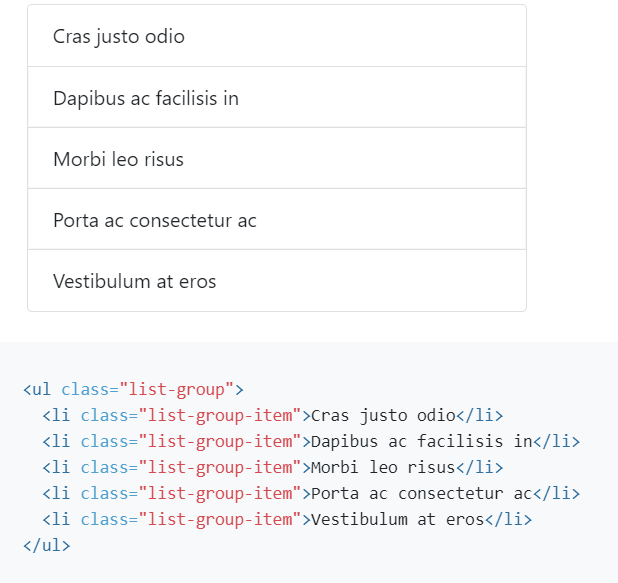 Cras justo odio
Dapibus ac facilisis in
Morbi leo risus
Porta ac consectetur ac
Vestibulum at eros
<ul class="list-group">
  <li class="list-group-item">Cras justo odio</li>
  <li class="list-group-item">Dapibus ac facilisis in</li>
  <li class="list-group-item">Morbi leo risus</li>
  <li class="list-group-item">Porta ac consectetur ac</li>
  <li class="list-group-item">Vestibulum at eros</li>
</ul>